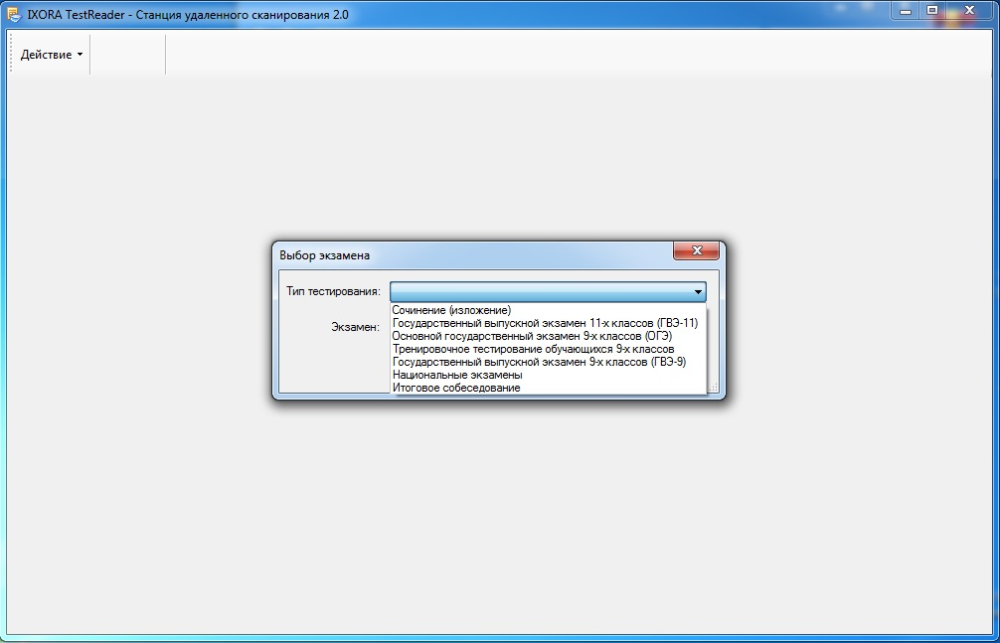 IXORA TestReader - Станция удаленного сканирования 2.0
Действие
Выбор экзамена
Тип тестирования:
Сочинение (изложение)
Государственный выпускной экзамен 11-х классов (ГВЭ-11)
Экзамен:
Основной государственный экзамен 9-х классов (ОГЭ)
Тренировочное тестирование обучающихся 9-х классов
Государственный выпускной экзамен 9-х классов (ГВЭ-9)
Национальные экзамены
Итоговое собеседование